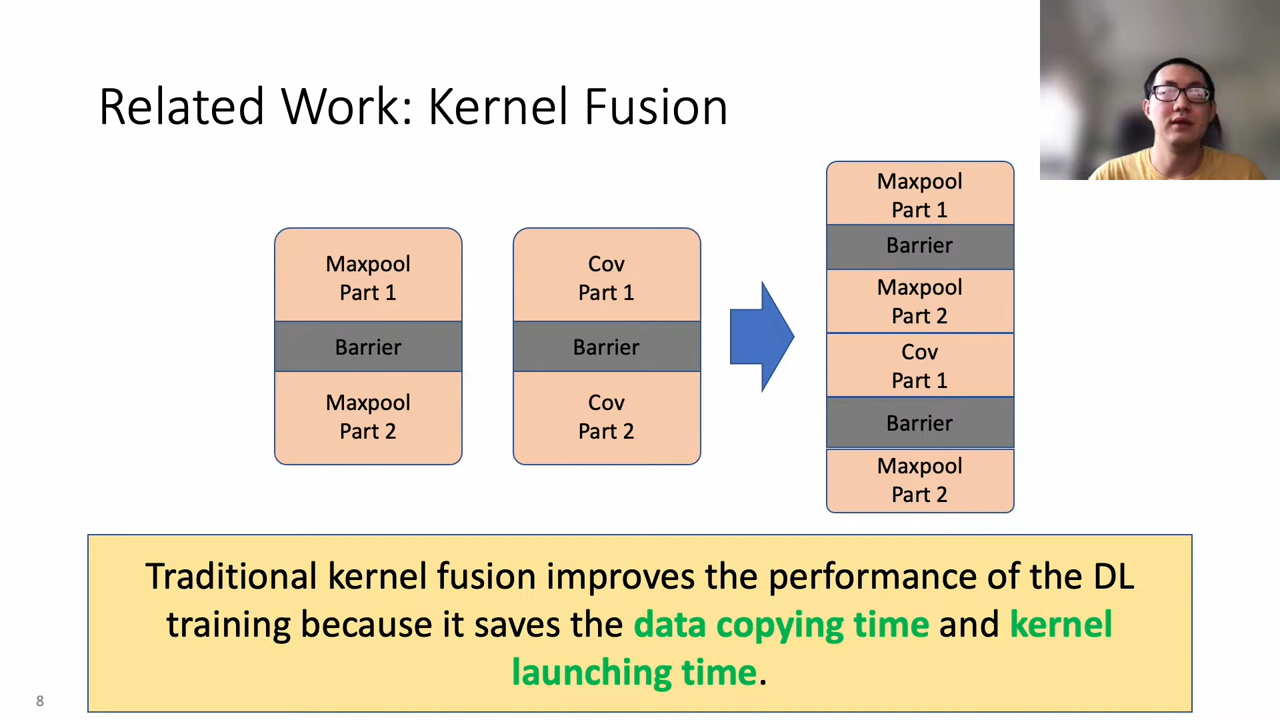 Related Work: Kernel Fusion
Maxpool
Part 1
Barrier
Maxpool
Part 2
Cov
Part 1
Barrier
Cov
Part 2
Maxpool
Part 1
Barrier
Maxpool
Part 2
Cov
Part 1
Barrier
Maxpool
Part 2
Traditional kernel fusion improves the performance of the DL
training because it saves the data copying time and kernel
launching time.
8